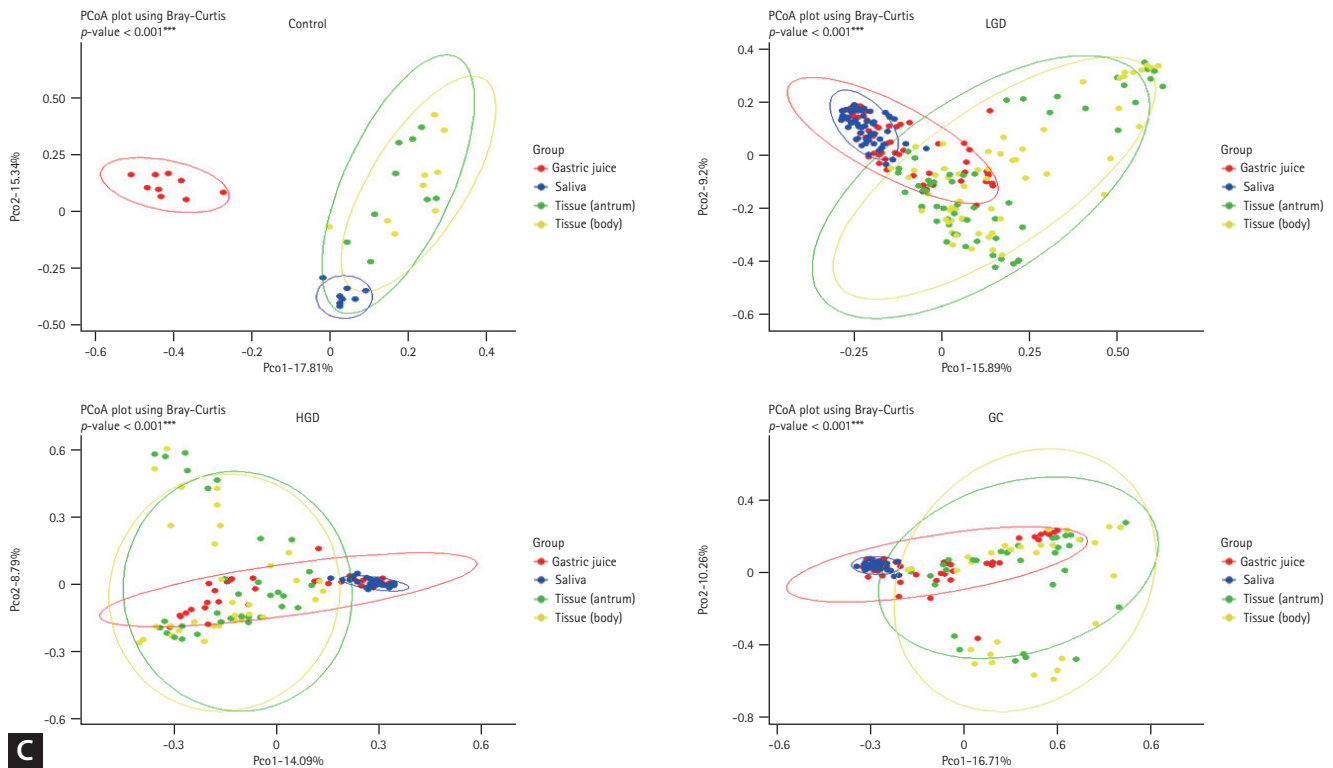 PCoA plot using Bray-Curtis
p-value < 0.001***
Control
0.50
0.25
0
-0.25
-0.50
Pco2-15.34%
-0.6
-0.4
-0.2
0
0.2
0.4
Pco1-17.81%
Group
Gastric juice
Saliva
Tissue (antrum)
Tissue (body)
PCoA plot using Bray-Curtis
p-value < 0.001***
LGD
0.4
0.2
0
-0.2
-0.4
-0.6
Pco2-9.2%
-0.25
0
0.25
0.50
Pco1-15.89%
Group
Gastric juice
Saliva
Tissue (antrum)
Tissue (body)
PCoA plot using Bray-Curtis
p-value < 0.001***
HGD
0.6
0.3
0
-0.3
-0.6
Pco2-8.79%
-0.3
0
0.3
0.6
Pco1-14.09%
Group
Gastric juice
Saliva
Tissue (antrum)
Tissue (body)
PCoA plot using Bray-Curtis
p-value < 0.001***
GC
0.4
0
-0.4
-0.8
Pco2-10.26%
-0.6
-0.3
0
0.6
0.6
Pco1-16.71%
Group
Gastric juice
Saliva
Tissue (antrum)
Tissue (body)
C